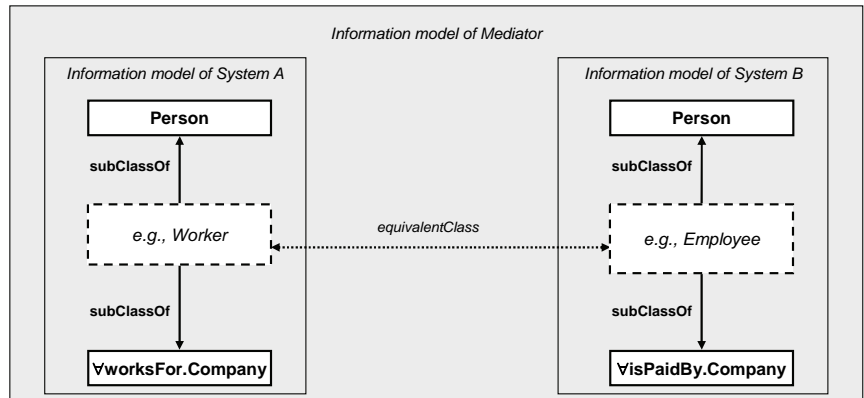 Information model of Mediator
Information model of System A
Information model of System B
Person
Person
subClassOf
subClassOf
e.g., Worker
equivalentClass
e.g., Employee
subClassOf
subClassOf
∀worksFor.Company
∀isPaidBy.Company